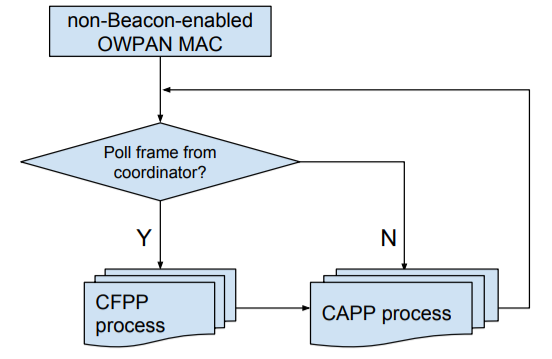 non-Beacon-enabled
OWPAN MAC
Poll frame from
coordinator?
Y
N
CFPP
process
CAPP process